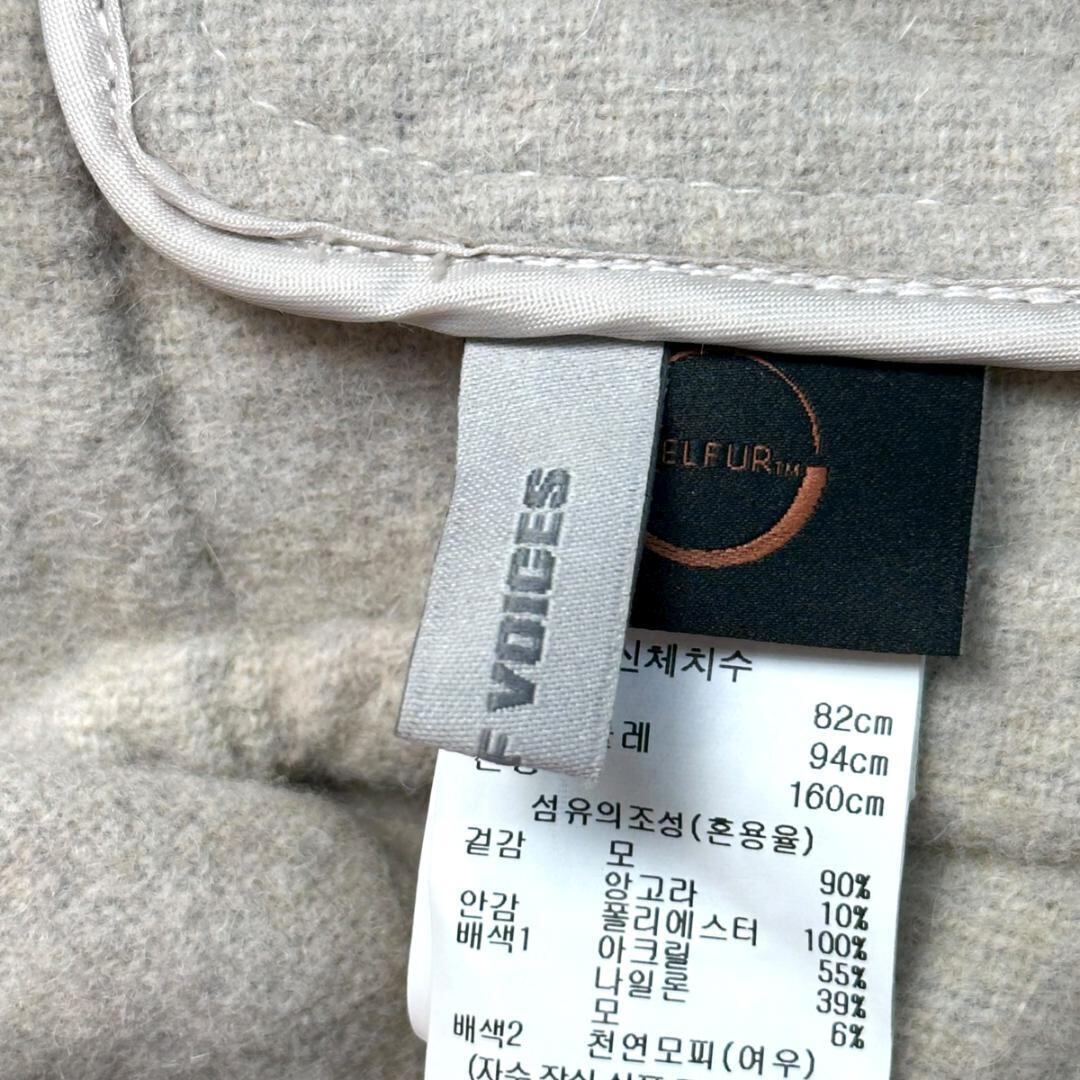 F VOICES
ELFUR™
신체치수
82cm
레 94cm
160cm
섬유의조성(혼용율)
겉감 모 90%
앙고라 10%
안감 폴리에스터 100%
배색1 아크릴 55%
나일론 39%
모 6%
배색2 천연모피(여우)